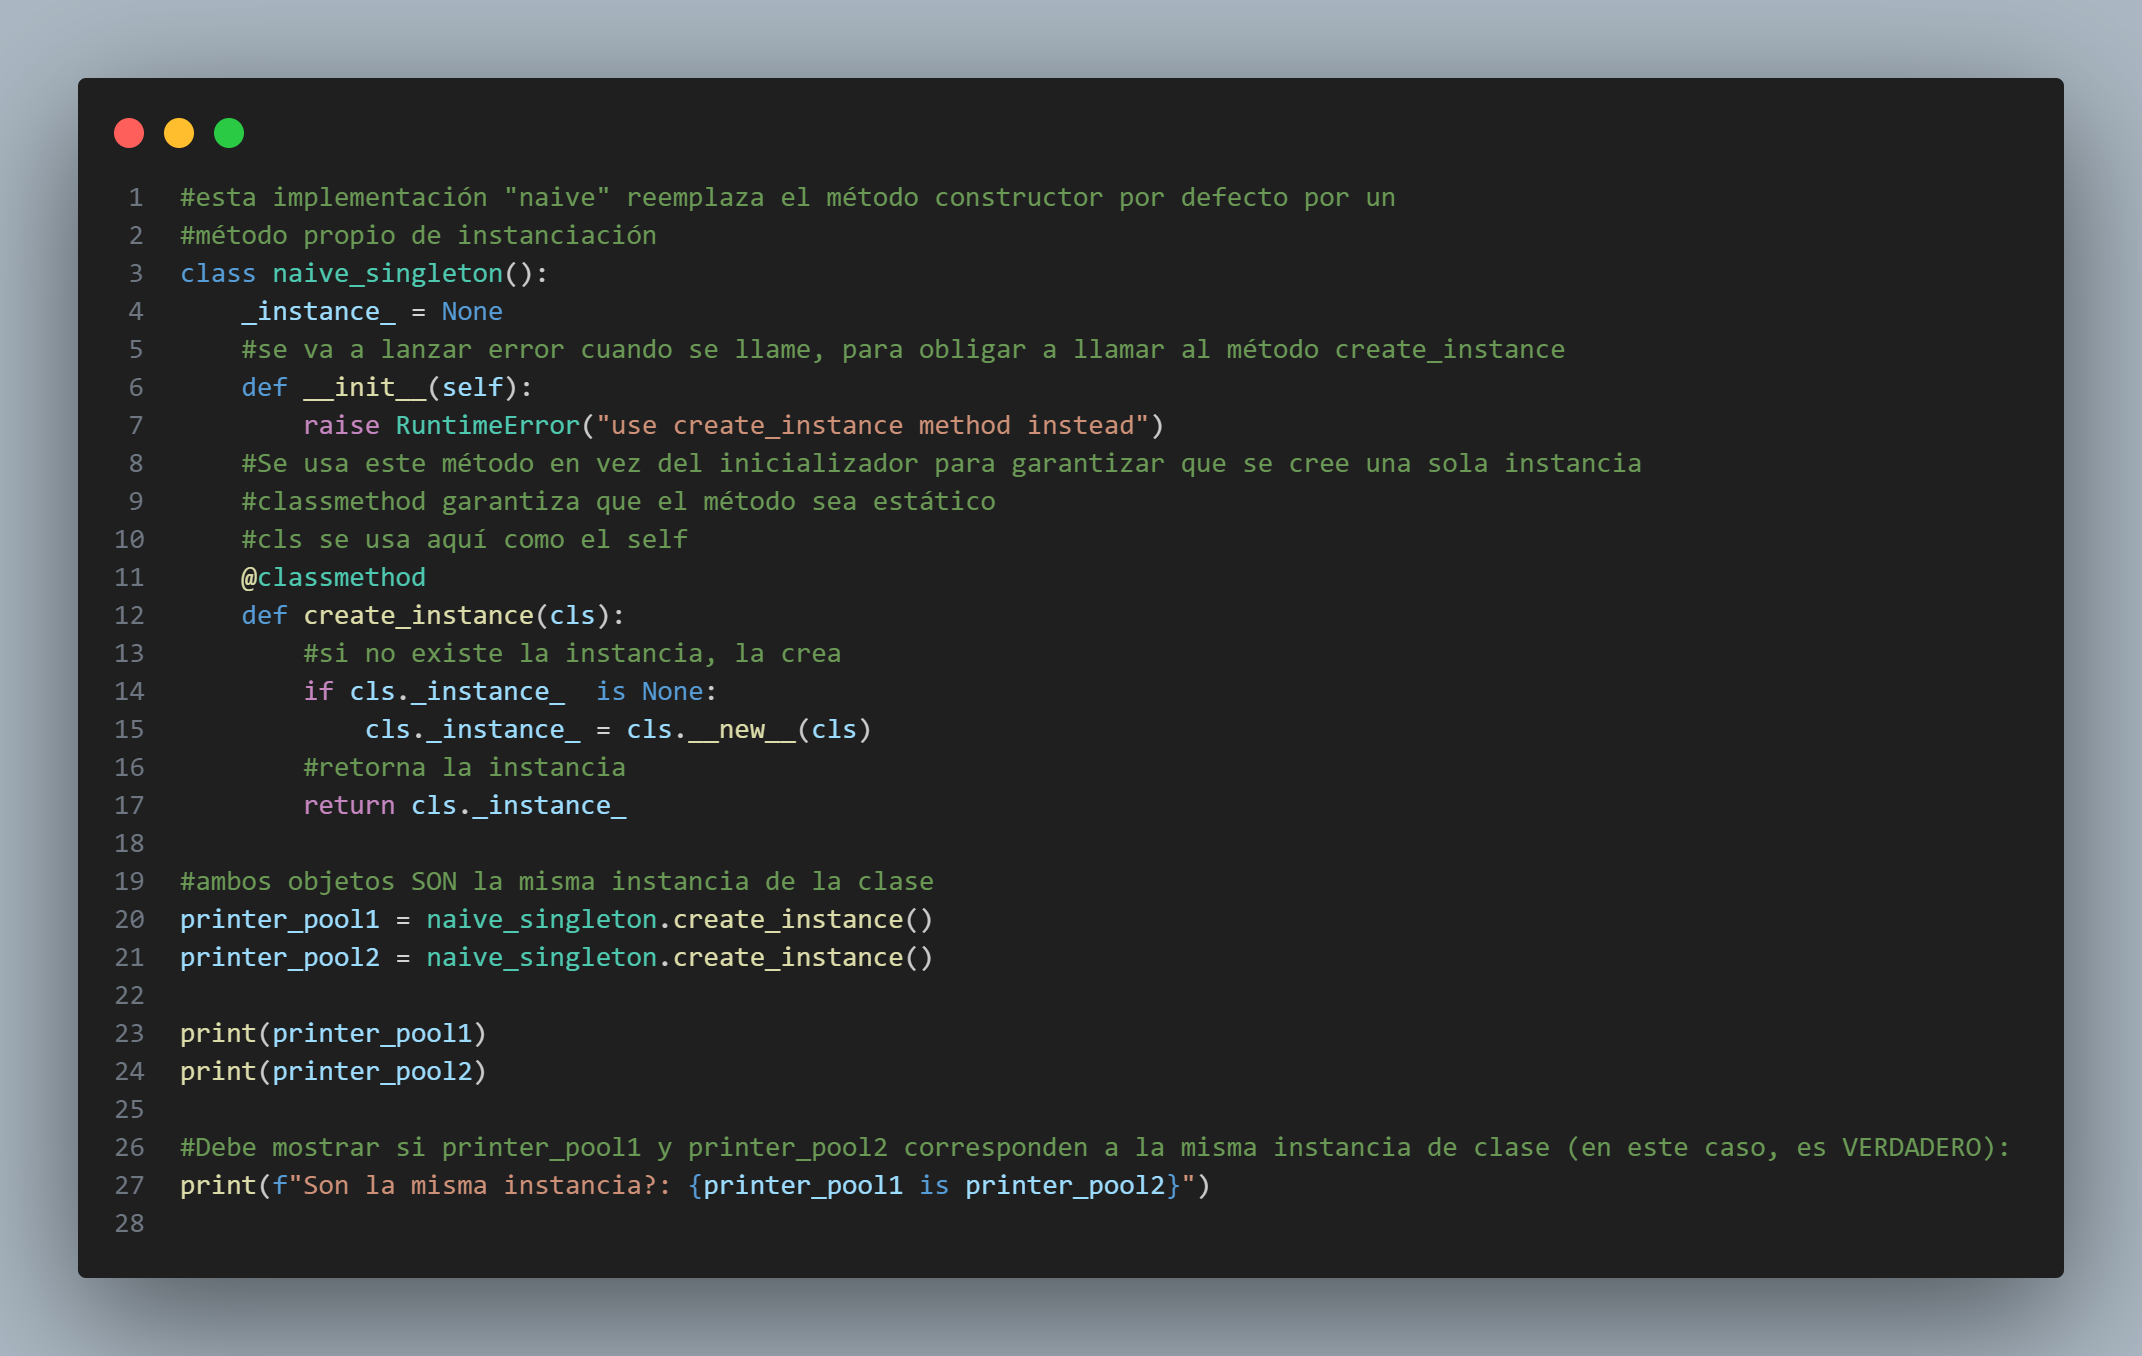 1 #esta implementación "naive" reemplaza el método constructor por defecto por un
2 #método propio de instanciación
3 class naive_singleton():
4     _instance_ = None
5     #se va a lanzar error cuando se llame, para obligar a llamar al método create_instance
6     def __init__(self):
7         raise RuntimeError("use create_instance method instead")
8     #Se usa este método en vez del inicializador para garantizar que se cree una sola instancia
9     #classmethod garantiza que el método sea estático
10     #cls se usa aquí como el self
11     @classmethod
12     def create_instance(cls):
13         #si no existe la instancia, la crea
14         if cls._instance_  is None:
15             cls._instance_ = cls.__new__(cls)
16         #retorna la instancia
17         return cls._instance_
18
19 #ambos objetos SON la misma instancia de la clase
20 printer_pool1 = naive_singleton.create_instance()
21 printer_pool2 = naive_singleton.create_instance()
22
23 print(printer_pool1)
24 print(printer_pool2)
25
26 #Debe mostrar si printer_pool1 y printer_pool2 corresponden a la misma instancia de clase (en este caso, es VERDADERO):
27 print(f"Son la misma instancia?: {printer_pool1 is printer_pool2}")
28